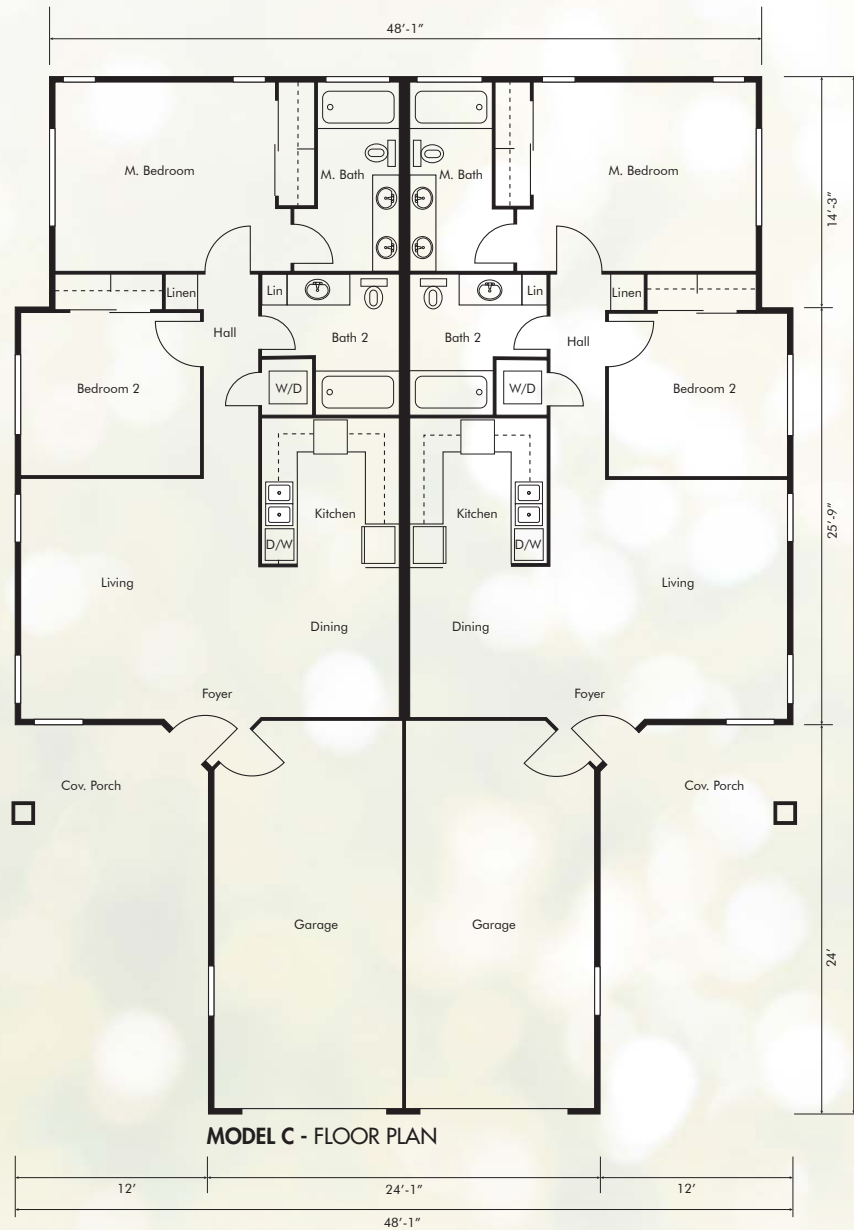 48'-1"
M. Bedroom
M. Bath
M. Bath
M. Bedroom
14'-3"
Linen
Lin
Lin
Linen
Hall
Bath 2
Bath 2
Hall
Bedroom 2
W/D
W/D
Bedroom 2
Kitchen
Kitchen
D/W
D/W
25'-9"
Living
Living
Dining
Dining
Foyer
Foyer
Cov. Porch
Cov. Porch
Garage
Garage
24'
MODEL C - FLOOR PLAN
12'
24'-1"
12'
48'-1"